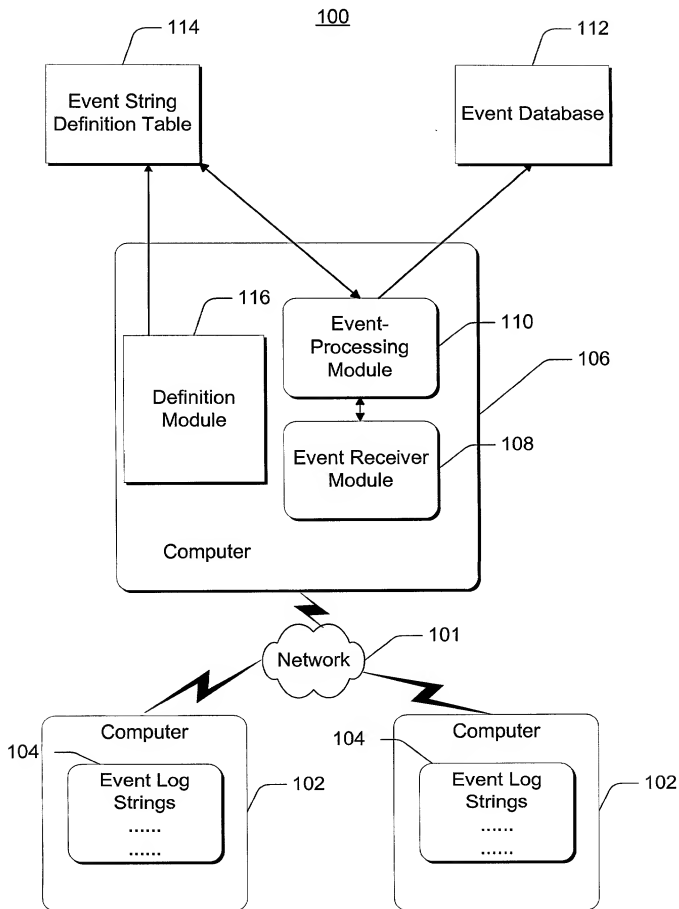 100
114
112
Event String
Definition Table
Event Database
116
Event-
Processing
Module
110
106
Definition
Module
Event Receiver
Module
108
Computer
Network
101
Computer
104
Event Log
Strings
......
......
102
Computer
104
Event Log
Strings
......
......
102